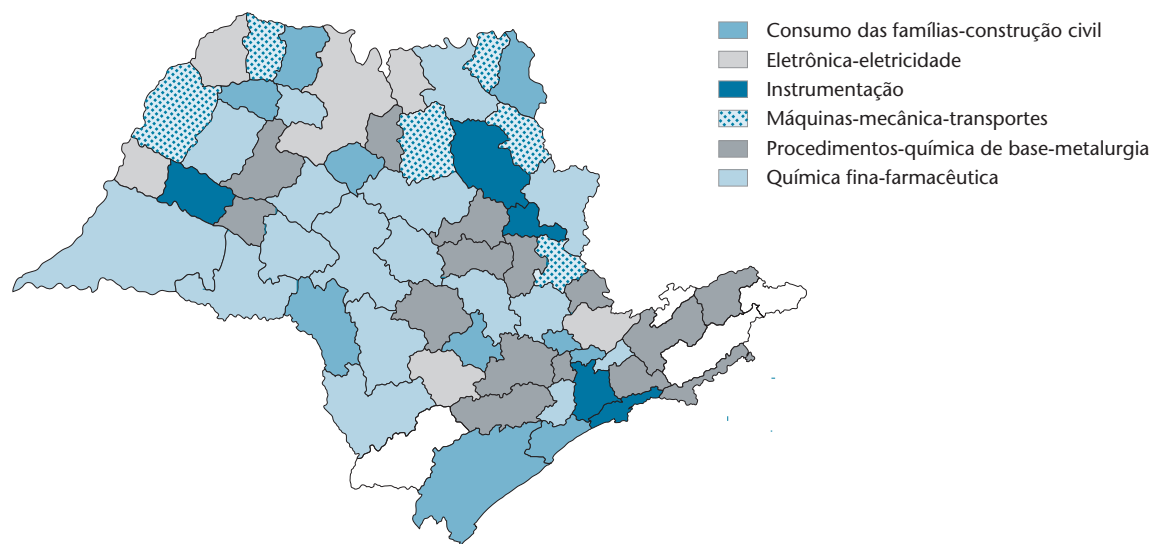 Consumo das famílias-construção civil
Eletrônica-eletricidade
Instrumentação
Máquinas-mecânica-transportes
Procedimentos-química de base-metalurgia
Química fina-farmacêutica